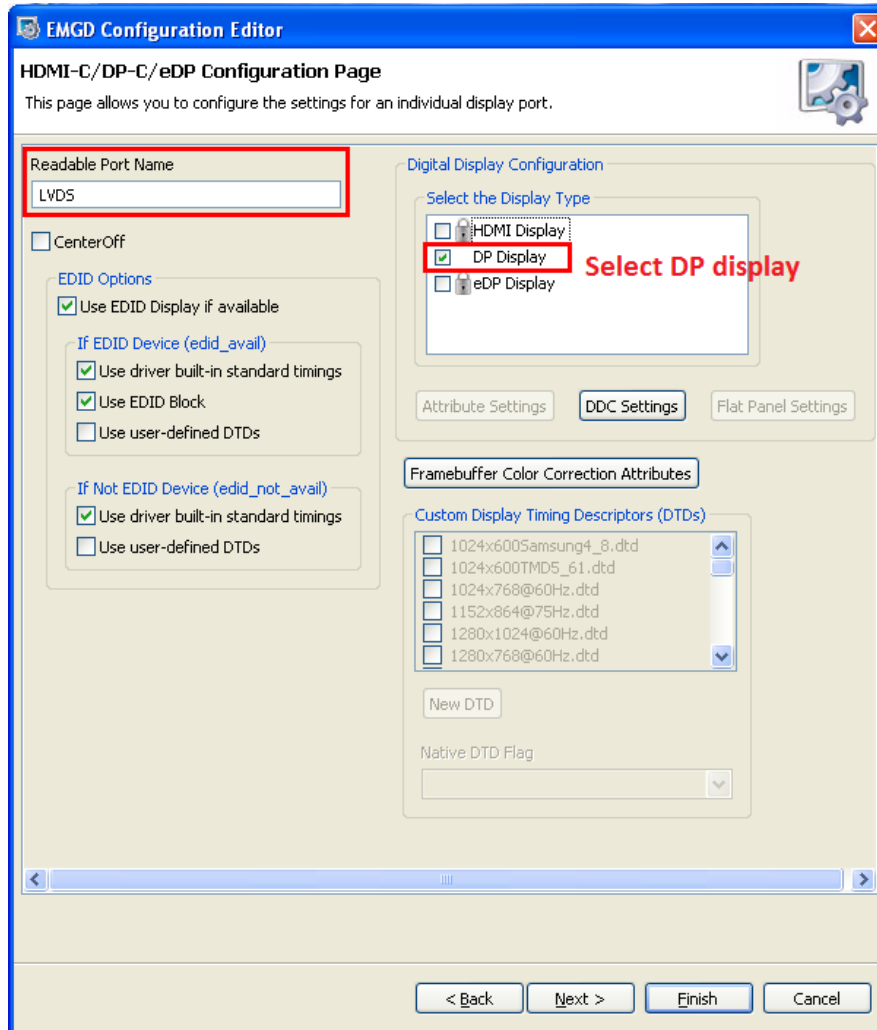 EMGD Configuration Editor
HDMI-C/DP-C/eDP Configuration Page
This page allows you to configure the settings for an individual display port.
Readable Port Name
LVDS
CenterOff
EDID Options
Use EDID Display if available
If EDID Device (edid_avail)
Use driver built-in standard timings
Use EDID Block
Use user-defined DTDs
If Not EDID Device (edid_not_avail)
Use driver built-in standard timings
Use user-defined DTDs
Digital Display Configuration
Select the Display Type
HDMI Display
DP Display
Select DP display
eDP Display
Attribute Settings
DDC Settings
Flat Panel Settings
Framebuffer Color Correction Attributes
Custom Display Timing Descriptors (DTDs)
1024x600Samsung4_8.dtd
1024x600TMD5_61.dtd
1024x768@60Hz.dtd
1152x864@75Hz.dtd
1280x1024@60Hz.dtd
1280x768@60Hz.dtd
New DTD
Native DTD Flag
< Back
Next >
Finish
Cancel